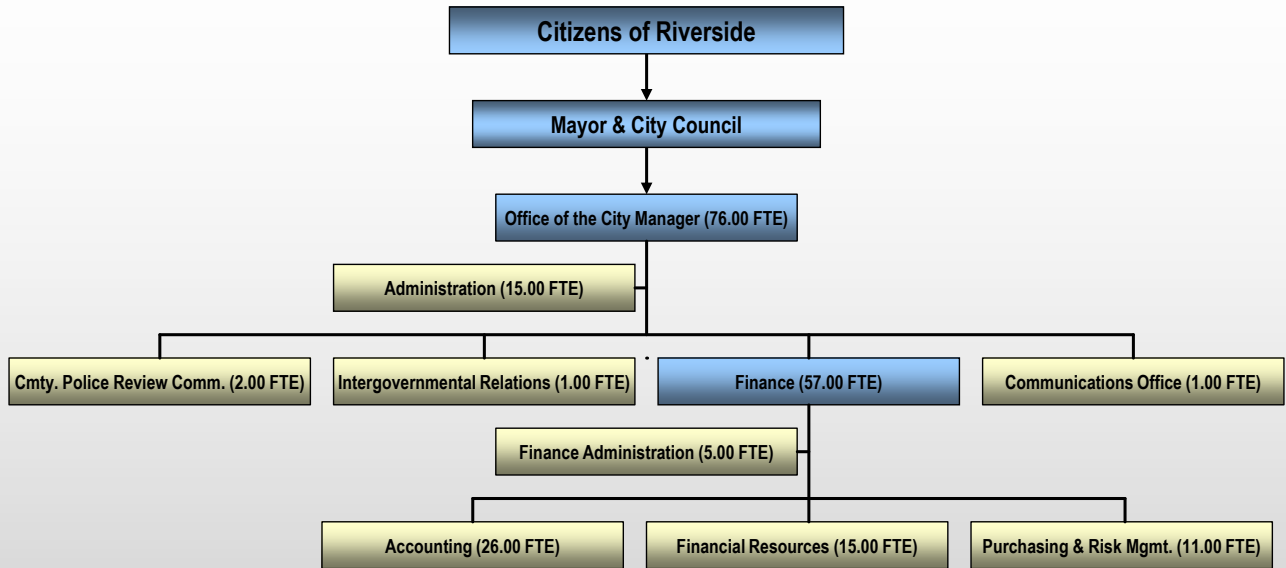 Citizens of Riverside
Mayor & City Council
Office of the City Manager (76.00 FTE)
Administration (15.00 FTE)
Cmty. Police Review Comm. (2.00 FTE)
Intergovernmental Relations (1.00 FTE)
Finance (57.00 FTE)
Communications Office (1.00 FTE)
Finance Administration (5.00 FTE)
Accounting (26.00 FTE)
Financial Resources (15.00 FTE)
Purchasing & Risk Mgmt. (11.00 FTE)